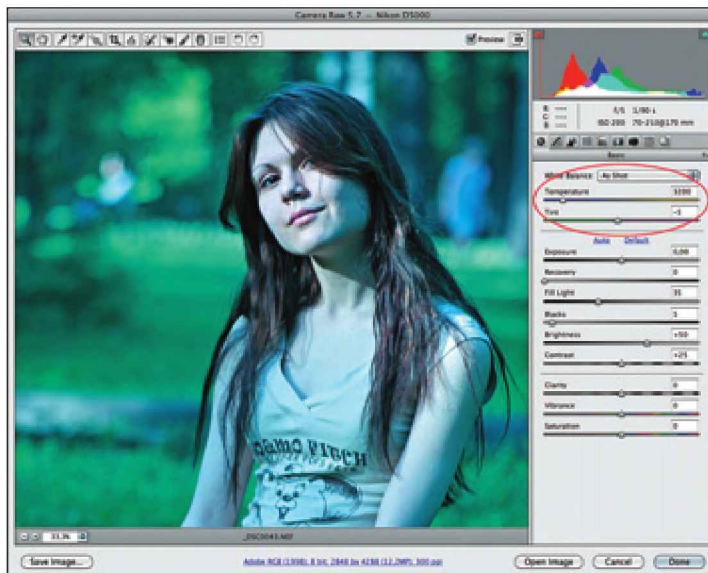 Camera Raw 5.7 – Nikon D5000
Preview
R: ---
G: ---
B: ---
f/5 1/80 s
ISO 200 70-210@170 mm
Basic
White Balance: As Shot
Temperature 3200
Tint -5
Auto Default
Exposure 0,00
Recovery 0
Fill Light 35
Blacks 5
Brightness +50
Contrast +25
Clarity 0
Vibrance 0
Saturation 0
33,3%
_DSC0043.NEF
Save Image...
Adobe RGB (1998); 8 bit; 2848 by 4288 (12,2MP); 300 ppi
Open Image
Cancel
Done